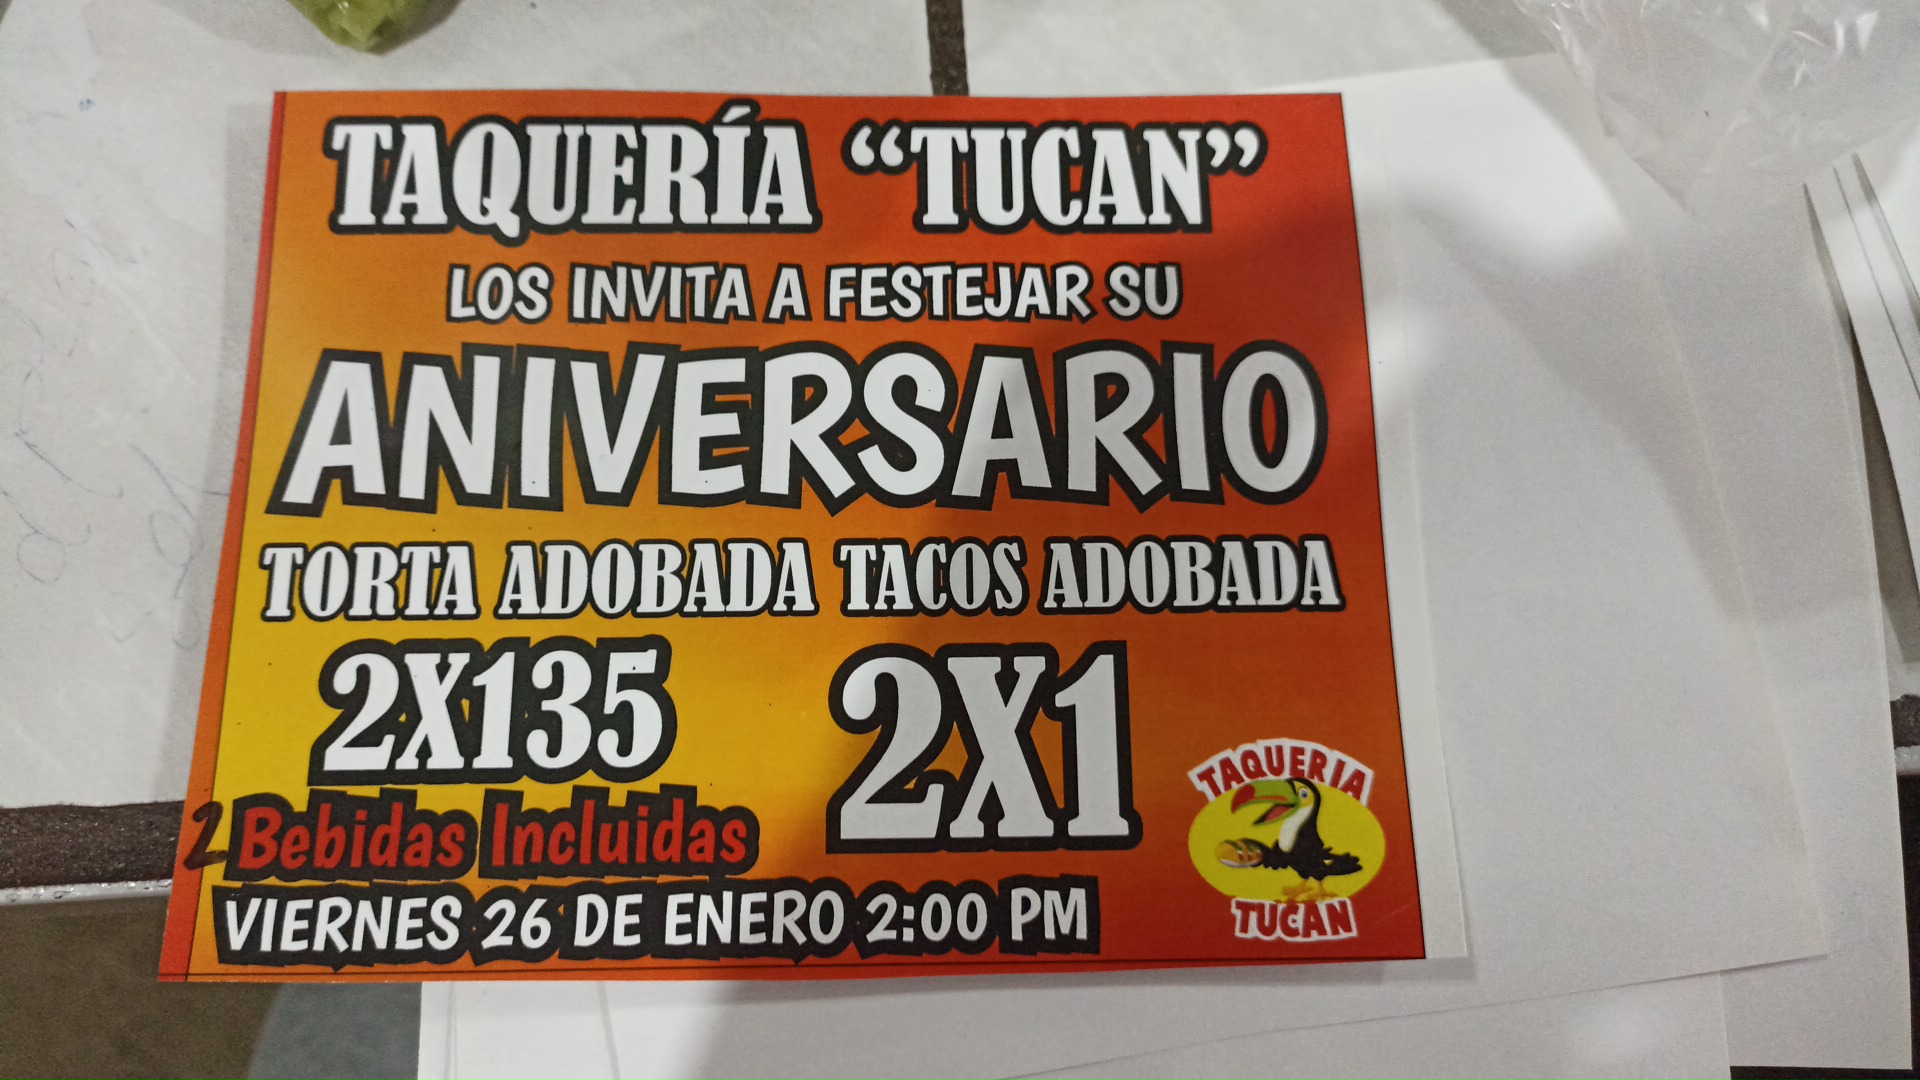 TAQUERÍA “TUCAN”
LOS INVITA A FESTEJAR SU
ANIVERSARIO
TORTA ADOBADA TACOS ADOBADA
2X135 2X1
2 Bebidas Incluidas
VIERNES 26 DE ENERO 2:00 PM
TAQUERIA
TUCAN